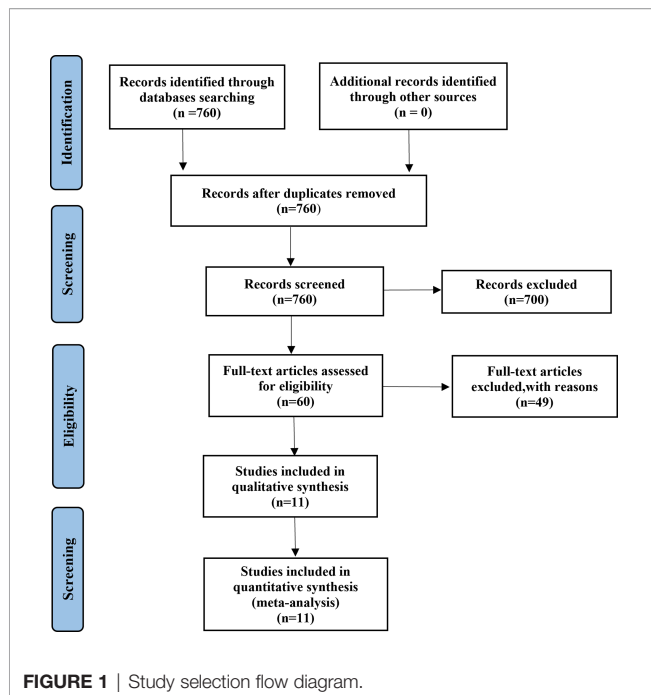 Identification
Records identified through
databases searching
(n =760)
Additional records identified
through other sources
(n = 0)
Records after duplicates removed
(n=760)
Screening
Records screened
(n=760)
Records excluded
(n=700)
Eligibility
Full-text articles assessed
for eligibility
(n=60)
Full-text articles
excluded,with reasons
(n=49)
Studies included in
qualitative synthesis
(n=11)
Screening
Studies included in
quantitative synthesis
(meta-analysis)
(n=11)
FIGURE 1 | Study selection flow diagram.